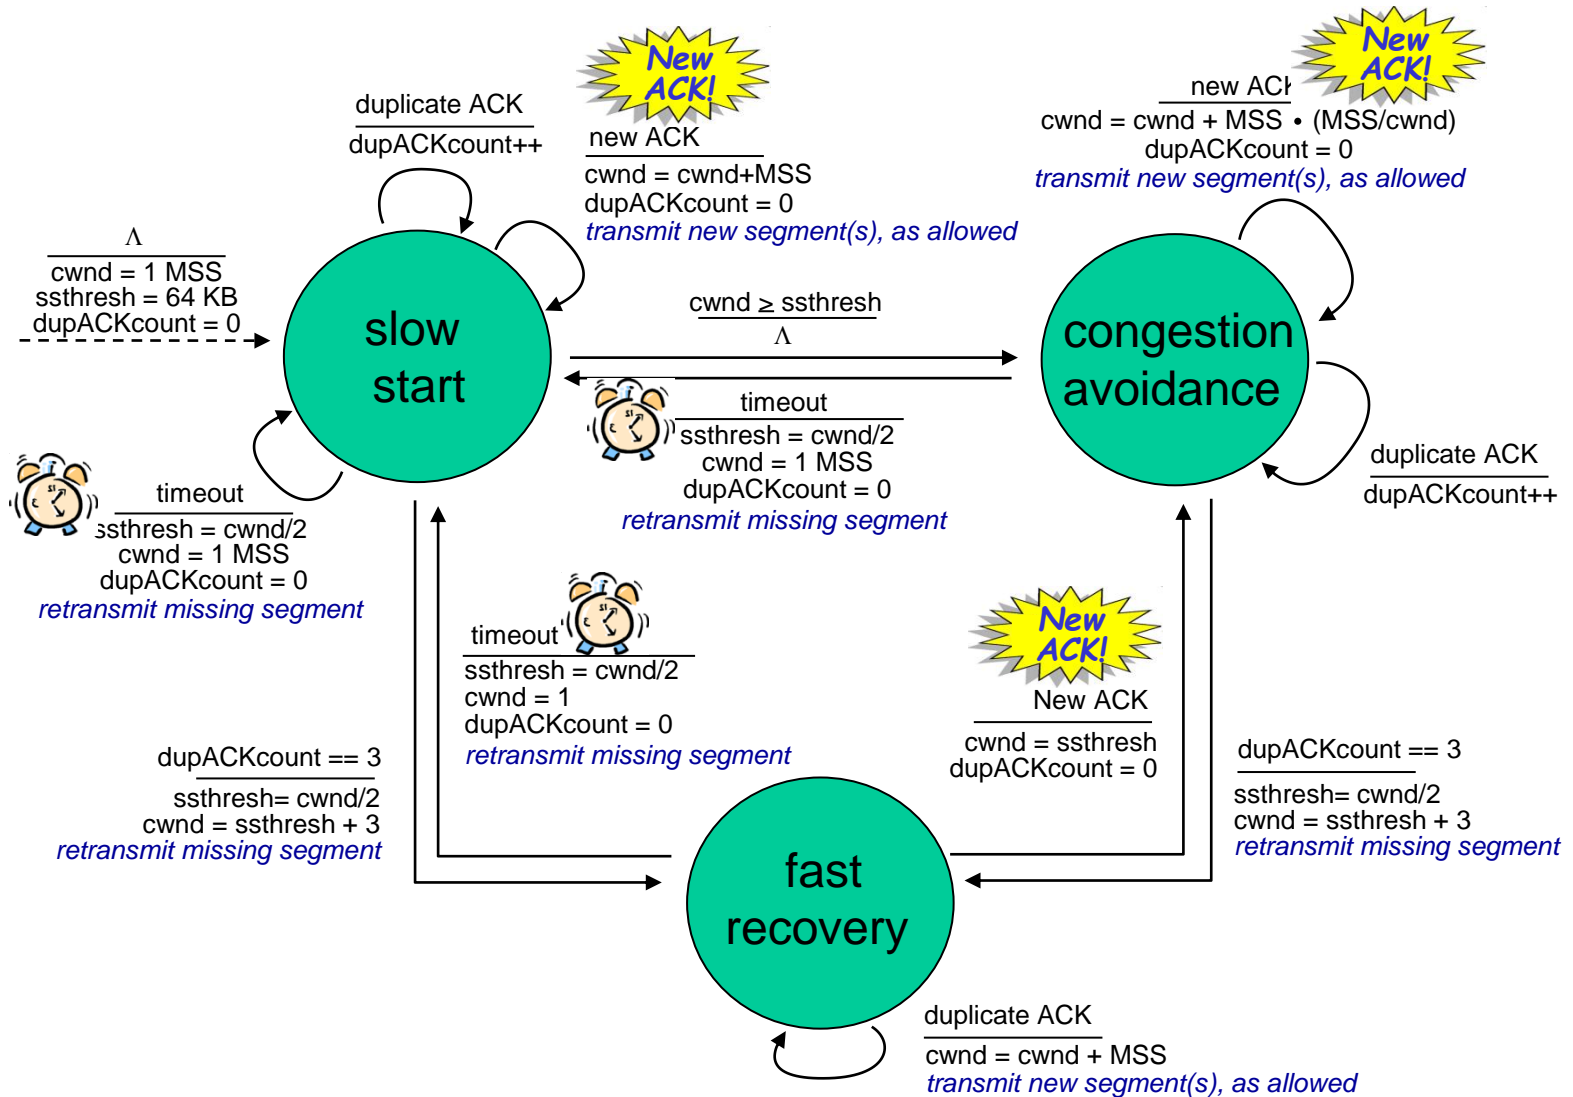 New
ACK!
duplicate ACK
dupACKcount++
new ACK
cwnd = cwnd+MSS
dupACKcount = 0
transmit new segment(s), as allowed
New
ACK!
new ACK
cwnd = cwnd + MSS • (MSS/cwnd)
dupACKcount = 0
transmit new segment(s), as allowed
Λ
cwnd = 1 MSS
ssthresh = 64 KB
dupACKcount = 0
slow
start
cwnd ≥ ssthresh
Λ
congestion
avoidance
timeout
ssthresh = cwnd/2
cwnd = 1 MSS
dupACKcount = 0
retransmit missing segment
duplicate ACK
dupACKcount++
timeout
ssthresh = cwnd/2
cwnd = 1 MSS
dupACKcount = 0
retransmit missing segment
timeout
ssthresh = cwnd/2
cwnd = 1
dupACKcount = 0
retransmit missing segment
New
ACK!
New ACK
cwnd = ssthresh
dupACKcount = 0
dupACKcount == 3
ssthresh= cwnd/2
cwnd = ssthresh + 3
retransmit missing segment
dupACKcount == 3
ssthresh= cwnd/2
cwnd = ssthresh + 3
retransmit missing segment
fast
recovery
duplicate ACK
cwnd = cwnd + MSS
transmit new segment(s), as allowed